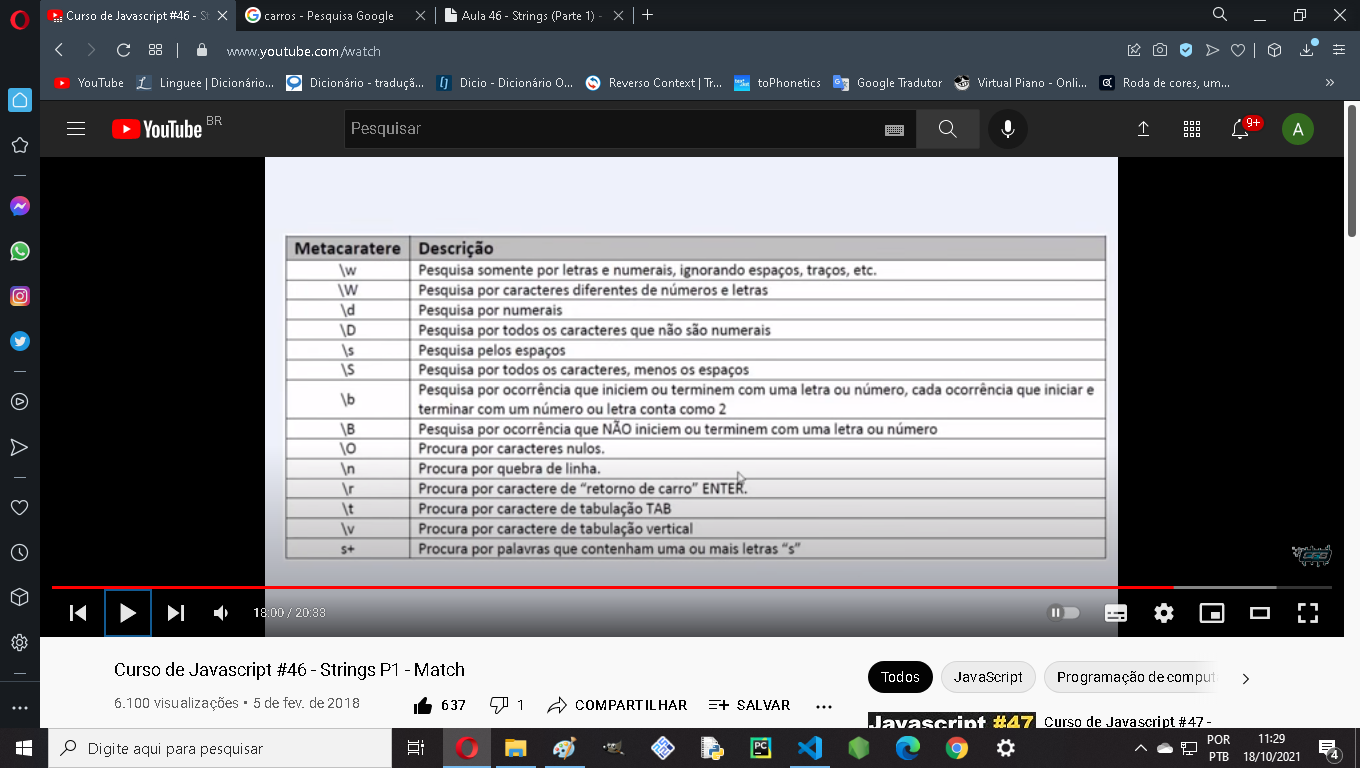 Curso de Javascript #46 - St
carros - Pesquisa Google
Aula 46 - Strings (Parte 1) -
www.youtube.com/watch
YouTube
Linguee | Dicionário...
Dicionário - traduçã...
Dicio - Dicionário O...
Reverso Context | Tr...
toPhonetics
Google Tradutor
Virtual Piano - Onli...
Roda de cores, um...
YouTube BR
Pesquisar
9+
A
Metacaratere Descrição
\w Pesquisa somente por letras e numerais, ignorando espaços, traços, etc.
\W Pesquisa por caracteres diferentes de números e letras
\d Pesquisa por numerais
\D Pesquisa por todos os caracteres que não são numerais
\s Pesquisa pelos espaços
\S Pesquisa por todos os caracteres, menos os espaços
\b Pesquisa por ocorrência que iniciem ou terminem com uma letra ou número, cada ocorrência que iniciar e
terminar com um número ou letra conta como 2
\B Pesquisa por ocorrência que NÃO iniciem ou terminem com uma letra ou número
\O Procura por caracteres nulos.
\n Procura por quebra de linha.
\r Procura por caractere de “retorno de carro” ENTER.
\t Procura por caractere de tabulação TAB
\v Procura por caractere de tabulação vertical
s+ Procura por palavras que contenham uma ou mais letras “s”
18:00 / 20:33
Curso de Javascript #46 - Strings P1 - Match
6.100 visualizações • 5 de fev. de 2018
637
1
COMPARTILHAR
SALVAR
Todos
JavaScript
Programação de comput
Javascript #47
Curso de Javascript #47 -
Digite aqui para pesquisar
PC
POR
PTB
11:29
18/10/2021
4